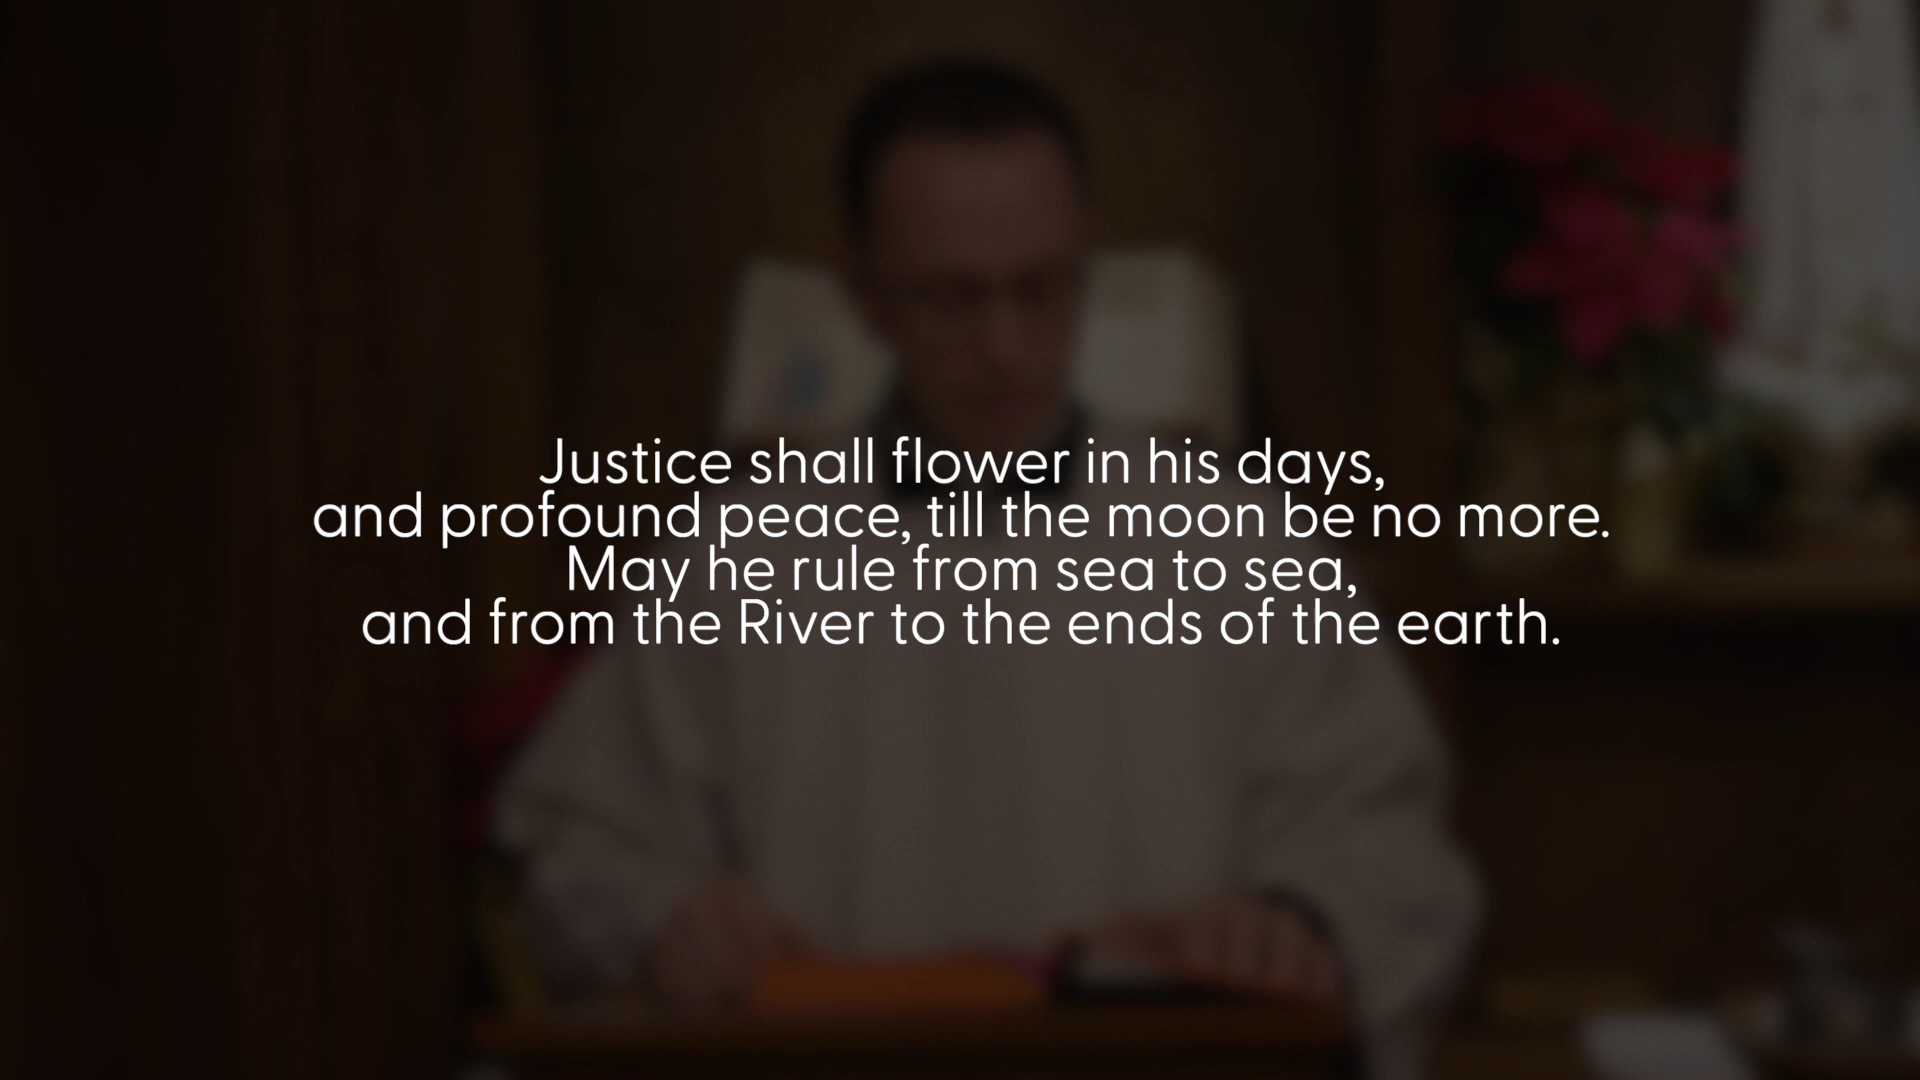 Justice shall flower in his days,
and profound peace, till the moon be no more.
May he rule from sea to sea,
and from the River to the ends of the earth.